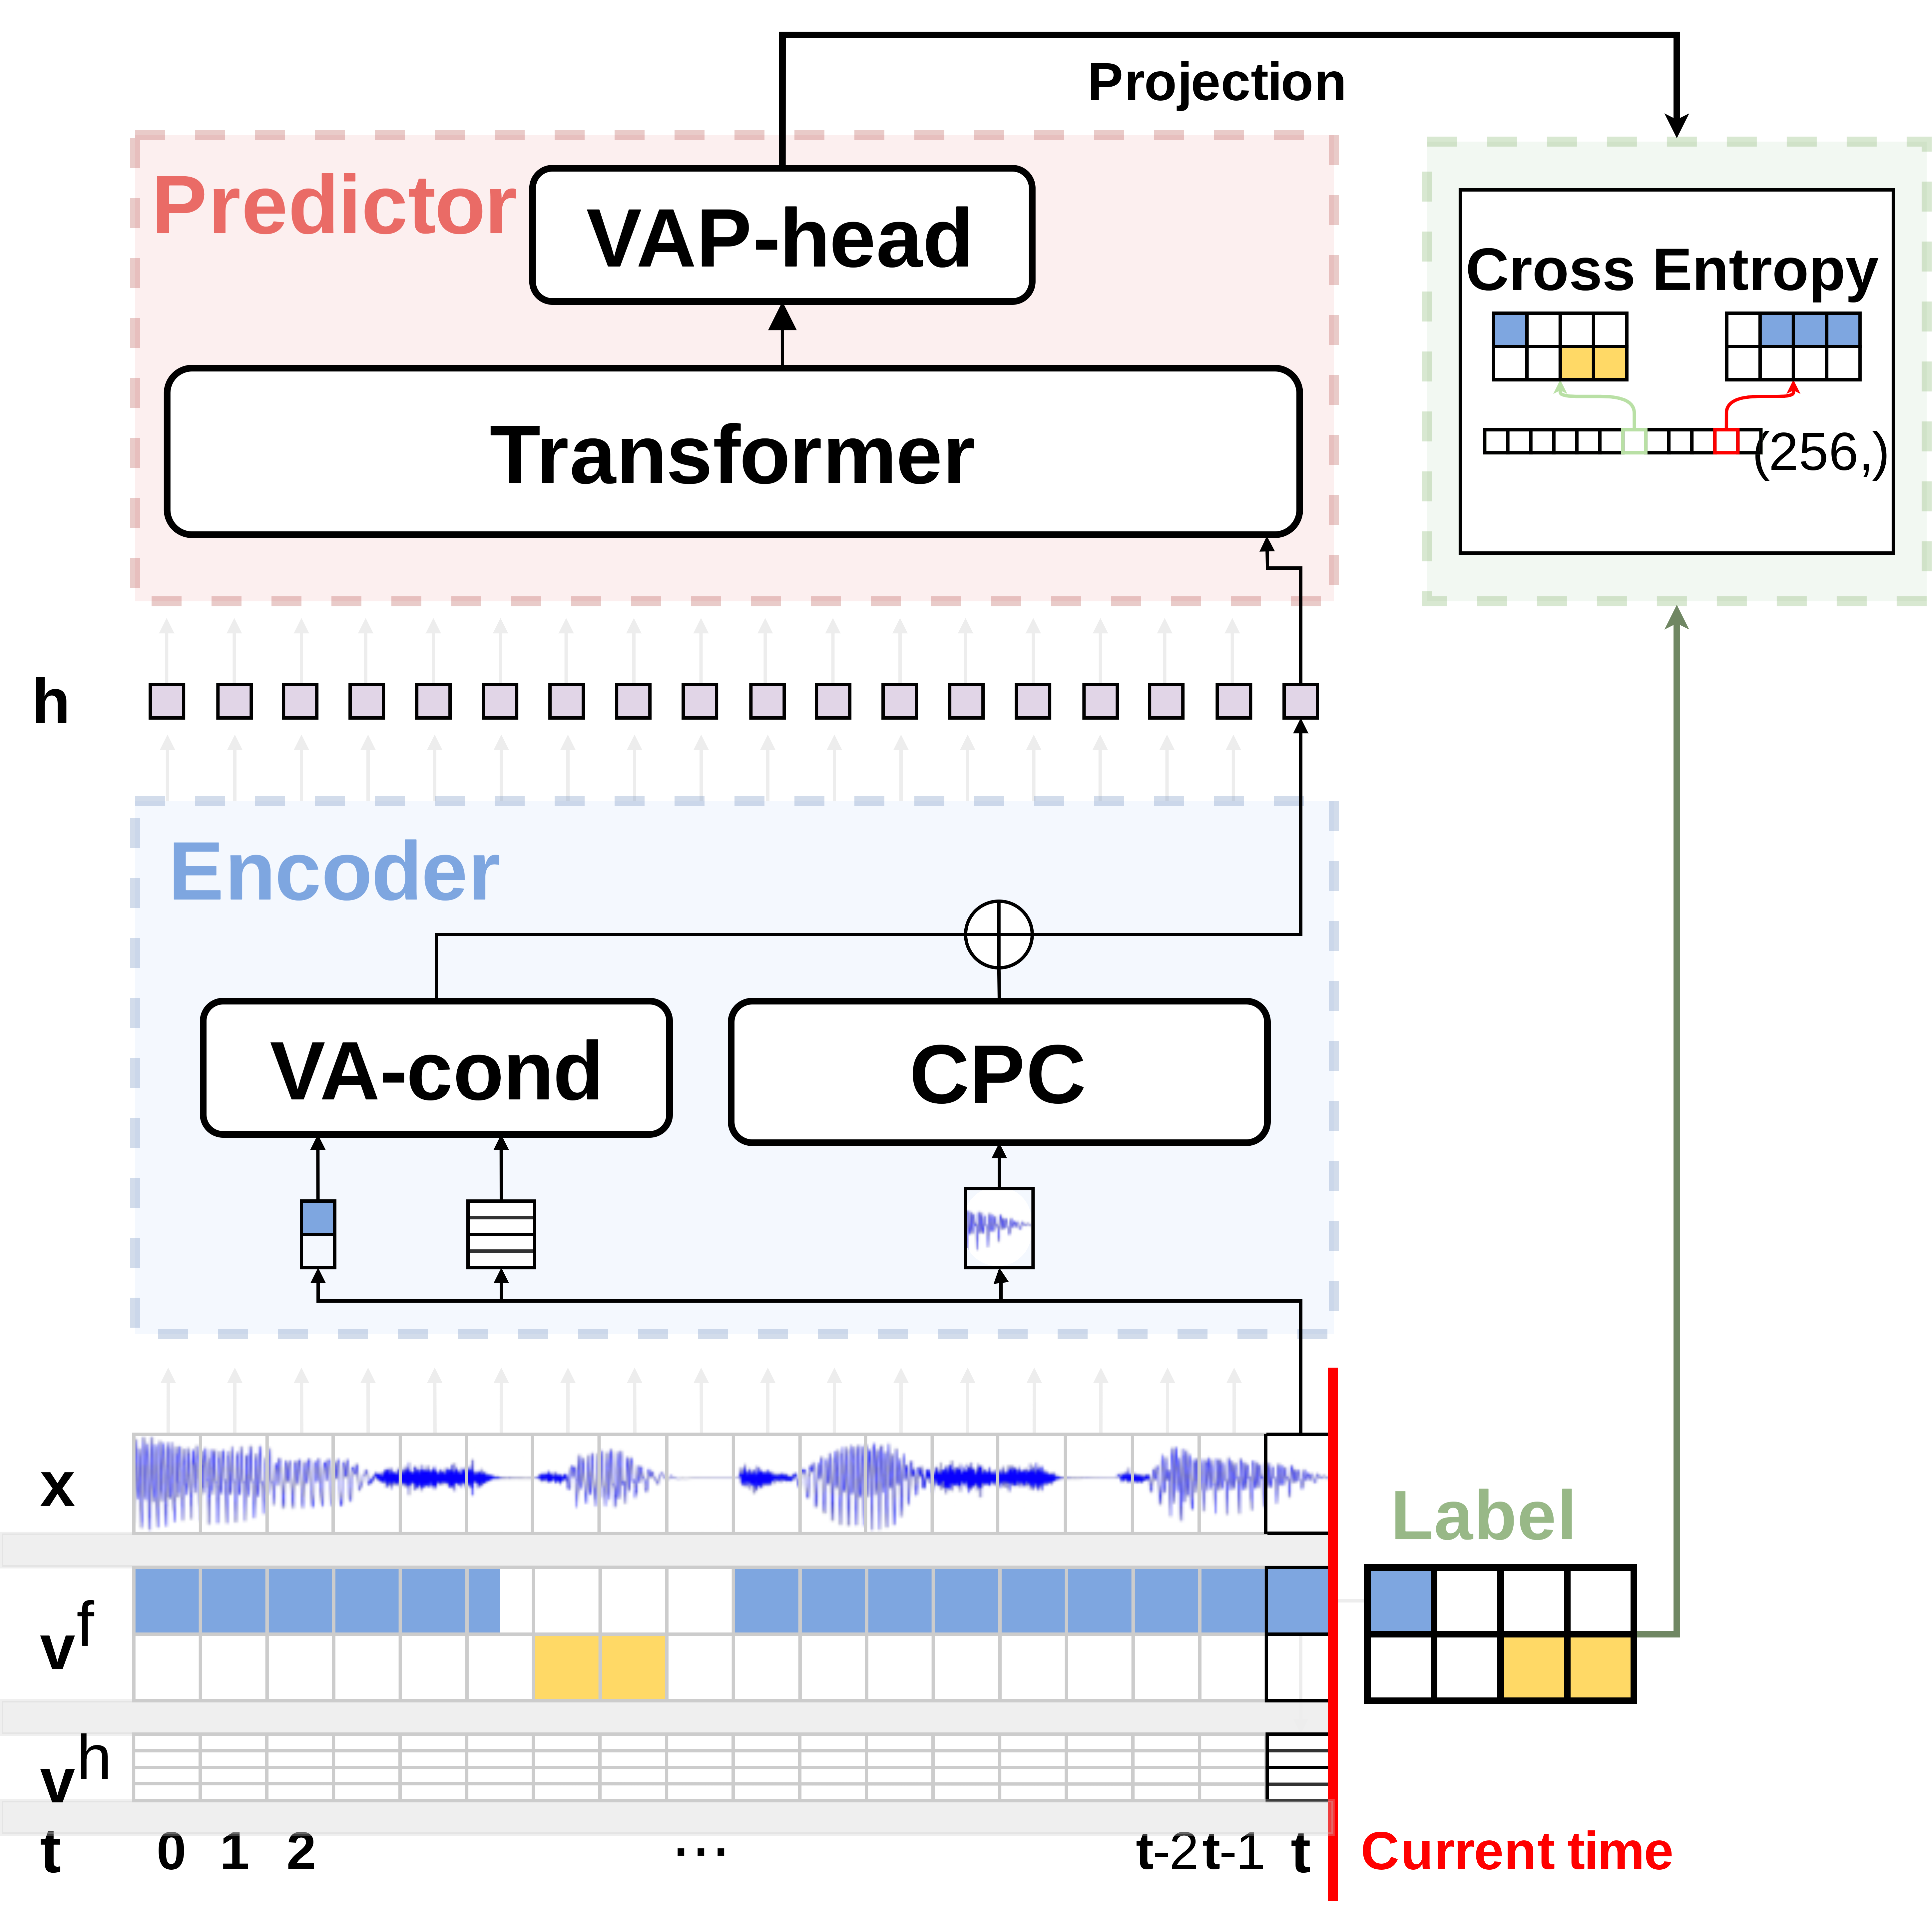 Projection
Predictor
VAP-head
Cross Entropy
Transformer
(256,)
h
Encoder
VA-cond
CPC
x
Label
v^f
v^h
t 0 1 2 ... t-2 t-1 t Current time